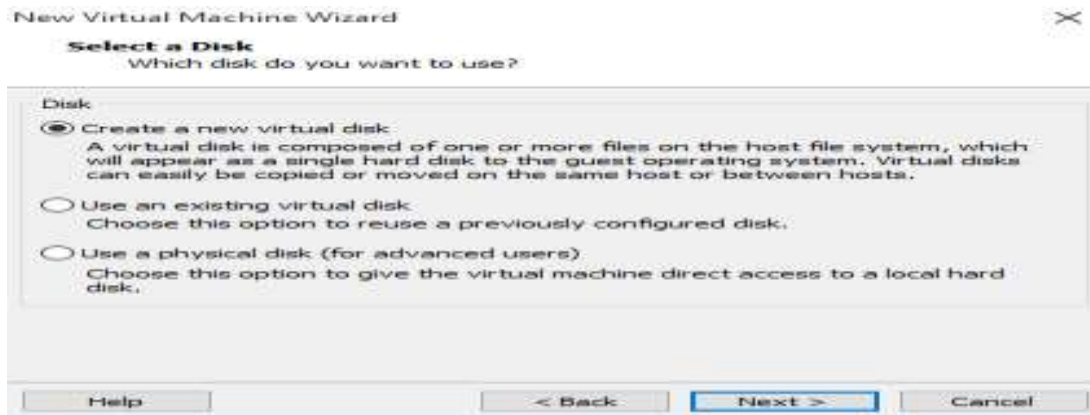 New Virtual Machine Wizard
Select a Disk
Which disk do you want to use?
Disk
Create a new virtual disk
A virtual disk is composed of one or more files on the host file system, which
will appear as a single hard disk to the guest operating system. Virtual disks
can easily be copied or moved on the same host or between hosts.
Use an existing virtual disk
Choose this option to reuse a previously configured disk.
Use a physical disk (for advanced users)
Choose this option to give the virtual machine direct access to a local hard
disk.
Help
< Back
Next >
Cancel